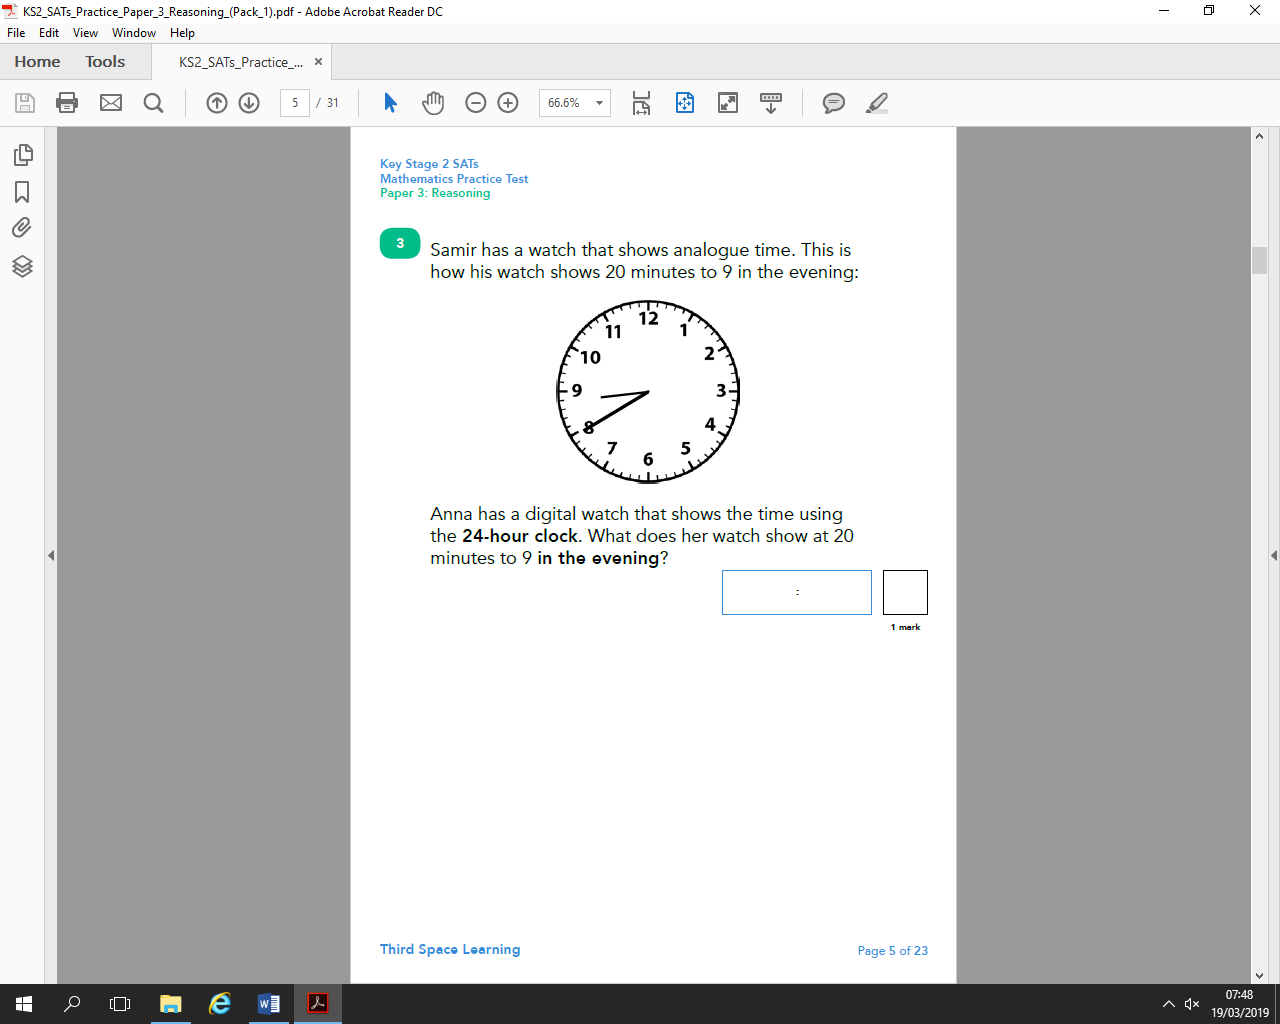 KS2_SATs_Practice_Paper_3_Reasoning_(Pack_1).pdf - Adobe Acrobat Reader DC
File Edit View Window Help
Home Tools KS2_SATs_Practice_... ×
5 / 31 66.6%
Key Stage 2 SATs
Mathematics Practice Test
Paper 3: Reasoning
3
Samir has a watch that shows analogue time. This is
how his watch shows 20 minutes to 9 in the evening:
12
11 1
10 2
9 3
8 4
7 5
6
Anna has a digital watch that shows the time using
the 24-hour clock. What does her watch show at 20
minutes to 9 in the evening?
:
1 mark
Third Space Learning Page 5 of 23
07:48
19/03/2019